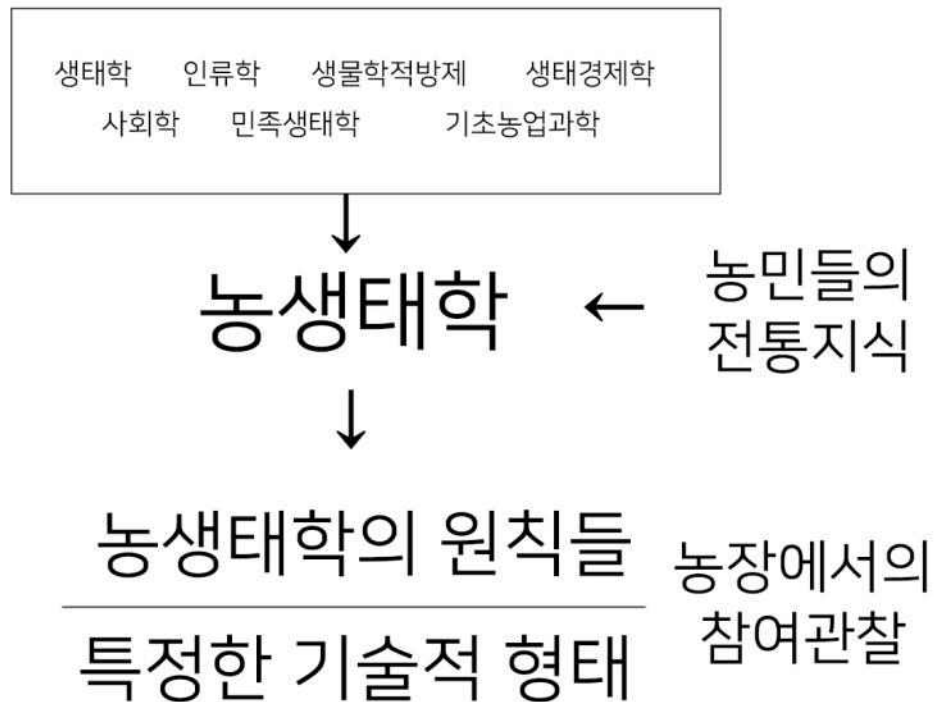 생태학 인류학 생물학적방제 생태경제학
사회학 민족생태학 기초농업과학
↓
농생태학 ← 농민들의
전통지식
↓
농생태학의 원칙들
특정한 기술적 형태
농장에서의
참여관찰